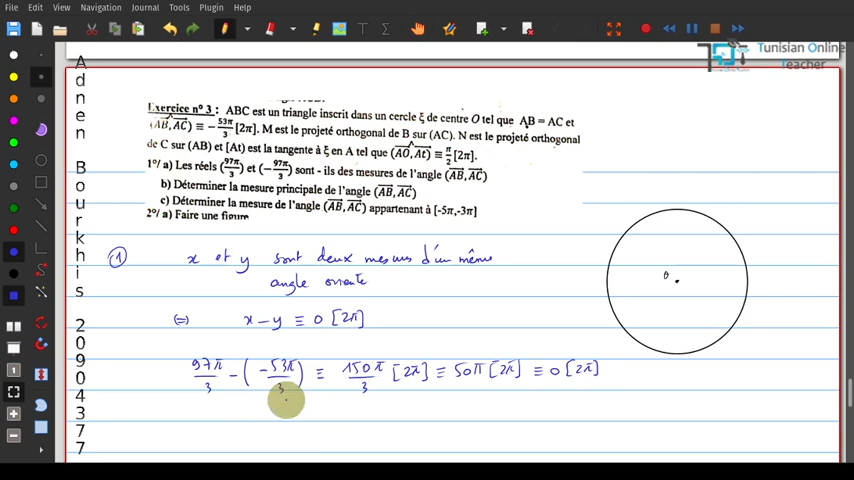 File Edit View Navigation Journal Tools Plugin Help
Tunisian Online
Teacher
Adnen Bourkhis 20904377
Exercice n° 3 : ABC est un triangle inscrit dans un cercle ξ de centre O tel que AB = AC et
(AB, AC) ≡ −53π/3 [2π]. M est le projeté orthogonal de B sur (AC). N est le projeté orthogonal
de C sur (AB) et [At) est la tangente à ξ en A tel que (AO, At) ≡ π/2 [2π].
1°/ a) Les réels (97π/3) et (−97π/3) sont - ils des mesures de l'angle (AB, AC)
b) Déterminer la mesure principale de l'angle (AB, AC)
c) Déterminer la mesure de l'angle (AB, AC) appartenant à [-5π,-3π]
2°/ a) Faire une figure
① x et y sont deux mesures d'un même
angle orienté
⇔ x − y ≡ 0 [2π]
97π/3 − (−53π/3) ≡ 150π/3 [2π] ≡ 50π [2π] ≡ 0 [2π]
O